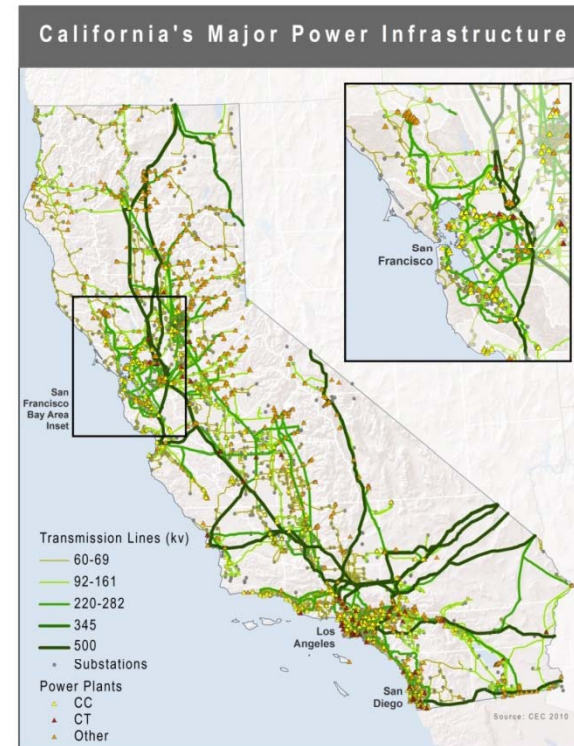 California's Major Power Infrastructure
San
Francisco
San
Francisco
Bay Area
Inset
Transmission Lines (kv)
60-69
92-161
220-282
345
500
Substations
Power Plants
CC
CT
Other
Los
Angeles
San
Diego
Source: CEC 2010